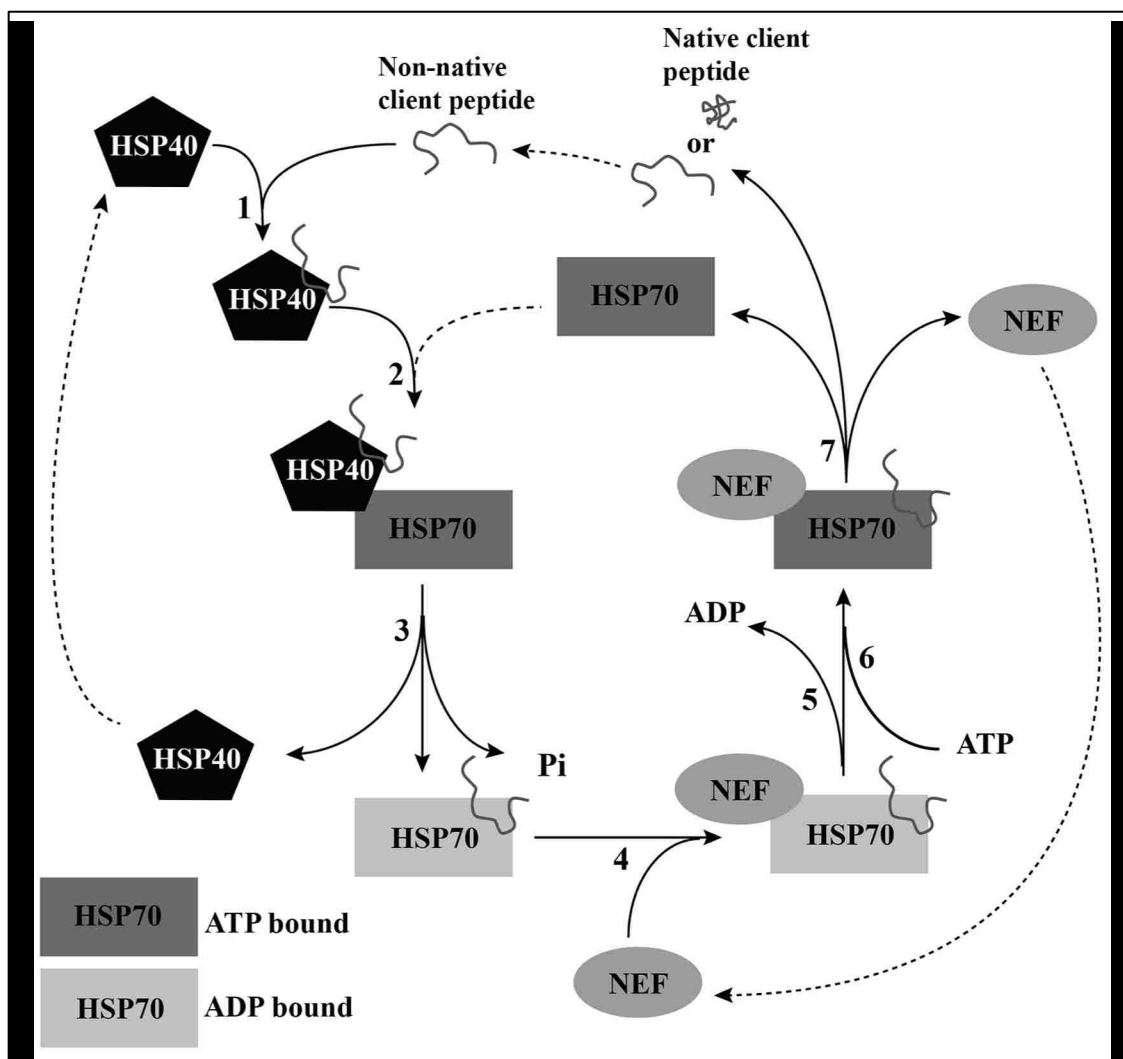 Native client
peptide
Non-native
client peptide
HSP40
or
1
HSP40
HSP70
NEF
2
HSP40
HSP70
7
NEF
HSP70
3
ADP
6
5
HSP40
Pi
ATP
NEF
HSP70
HSP70
4
HSP70
ATP bound
NEF
HSP70
ADP bound